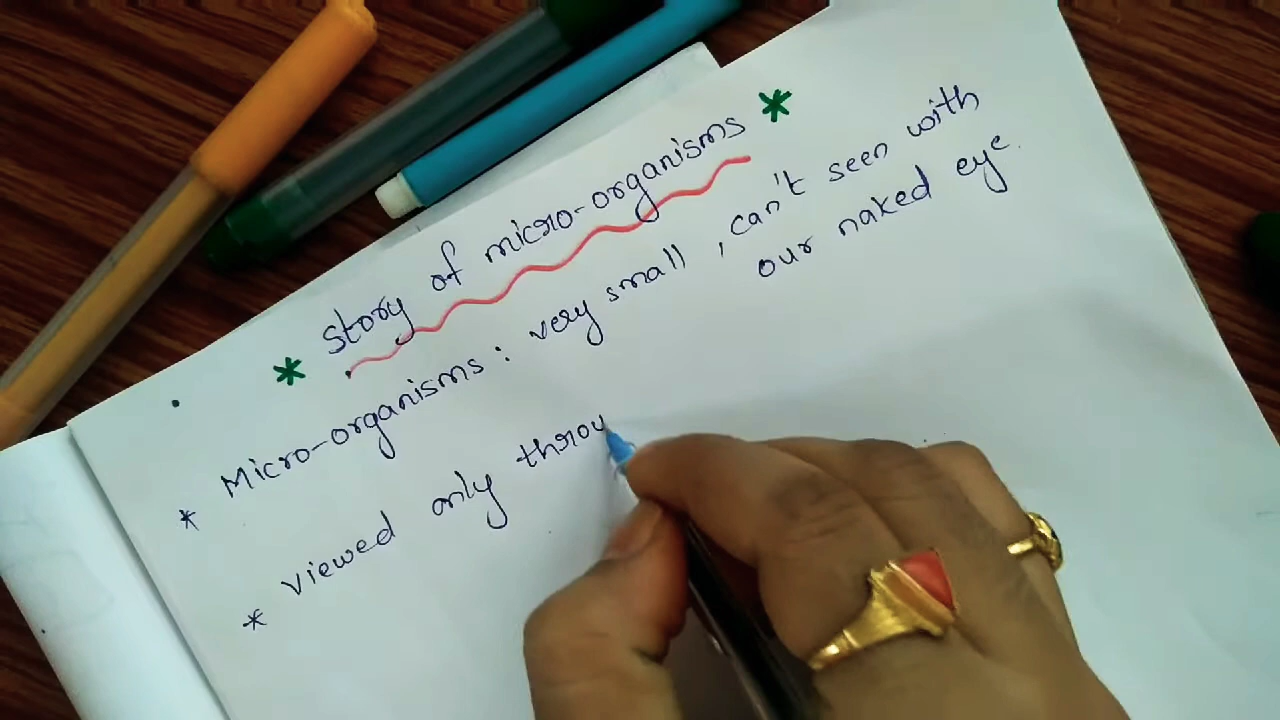 * Story of micro-organisms *
* Micro-organisms : very small , can't seen with
our naked eye.
* Viewed only throu